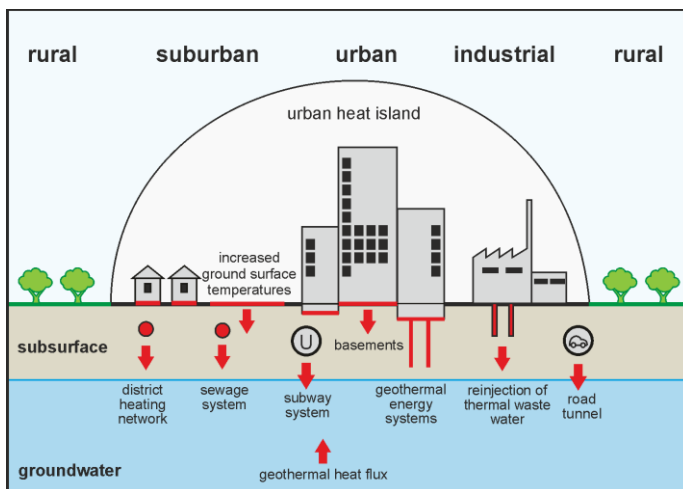 rural suburban urban industrial rural
urban heat island
increased
ground surface
temperatures
subsurface
U
basements
district
heating
network
sewage
system
subway
system
geothermal
energy
systems
reinjection of
thermal waste
water
road
tunnel
groundwater
geothermal heat flux